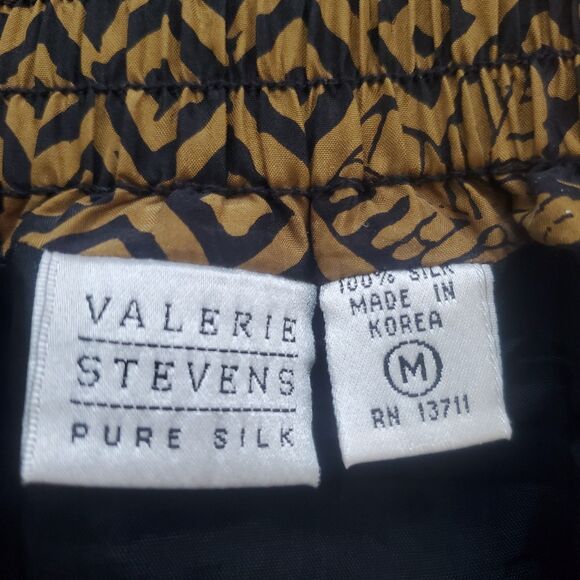 VALERIE
STEVENS
PURE SILK
100% SILK
MADE IN
KOREA
M
RN 13711